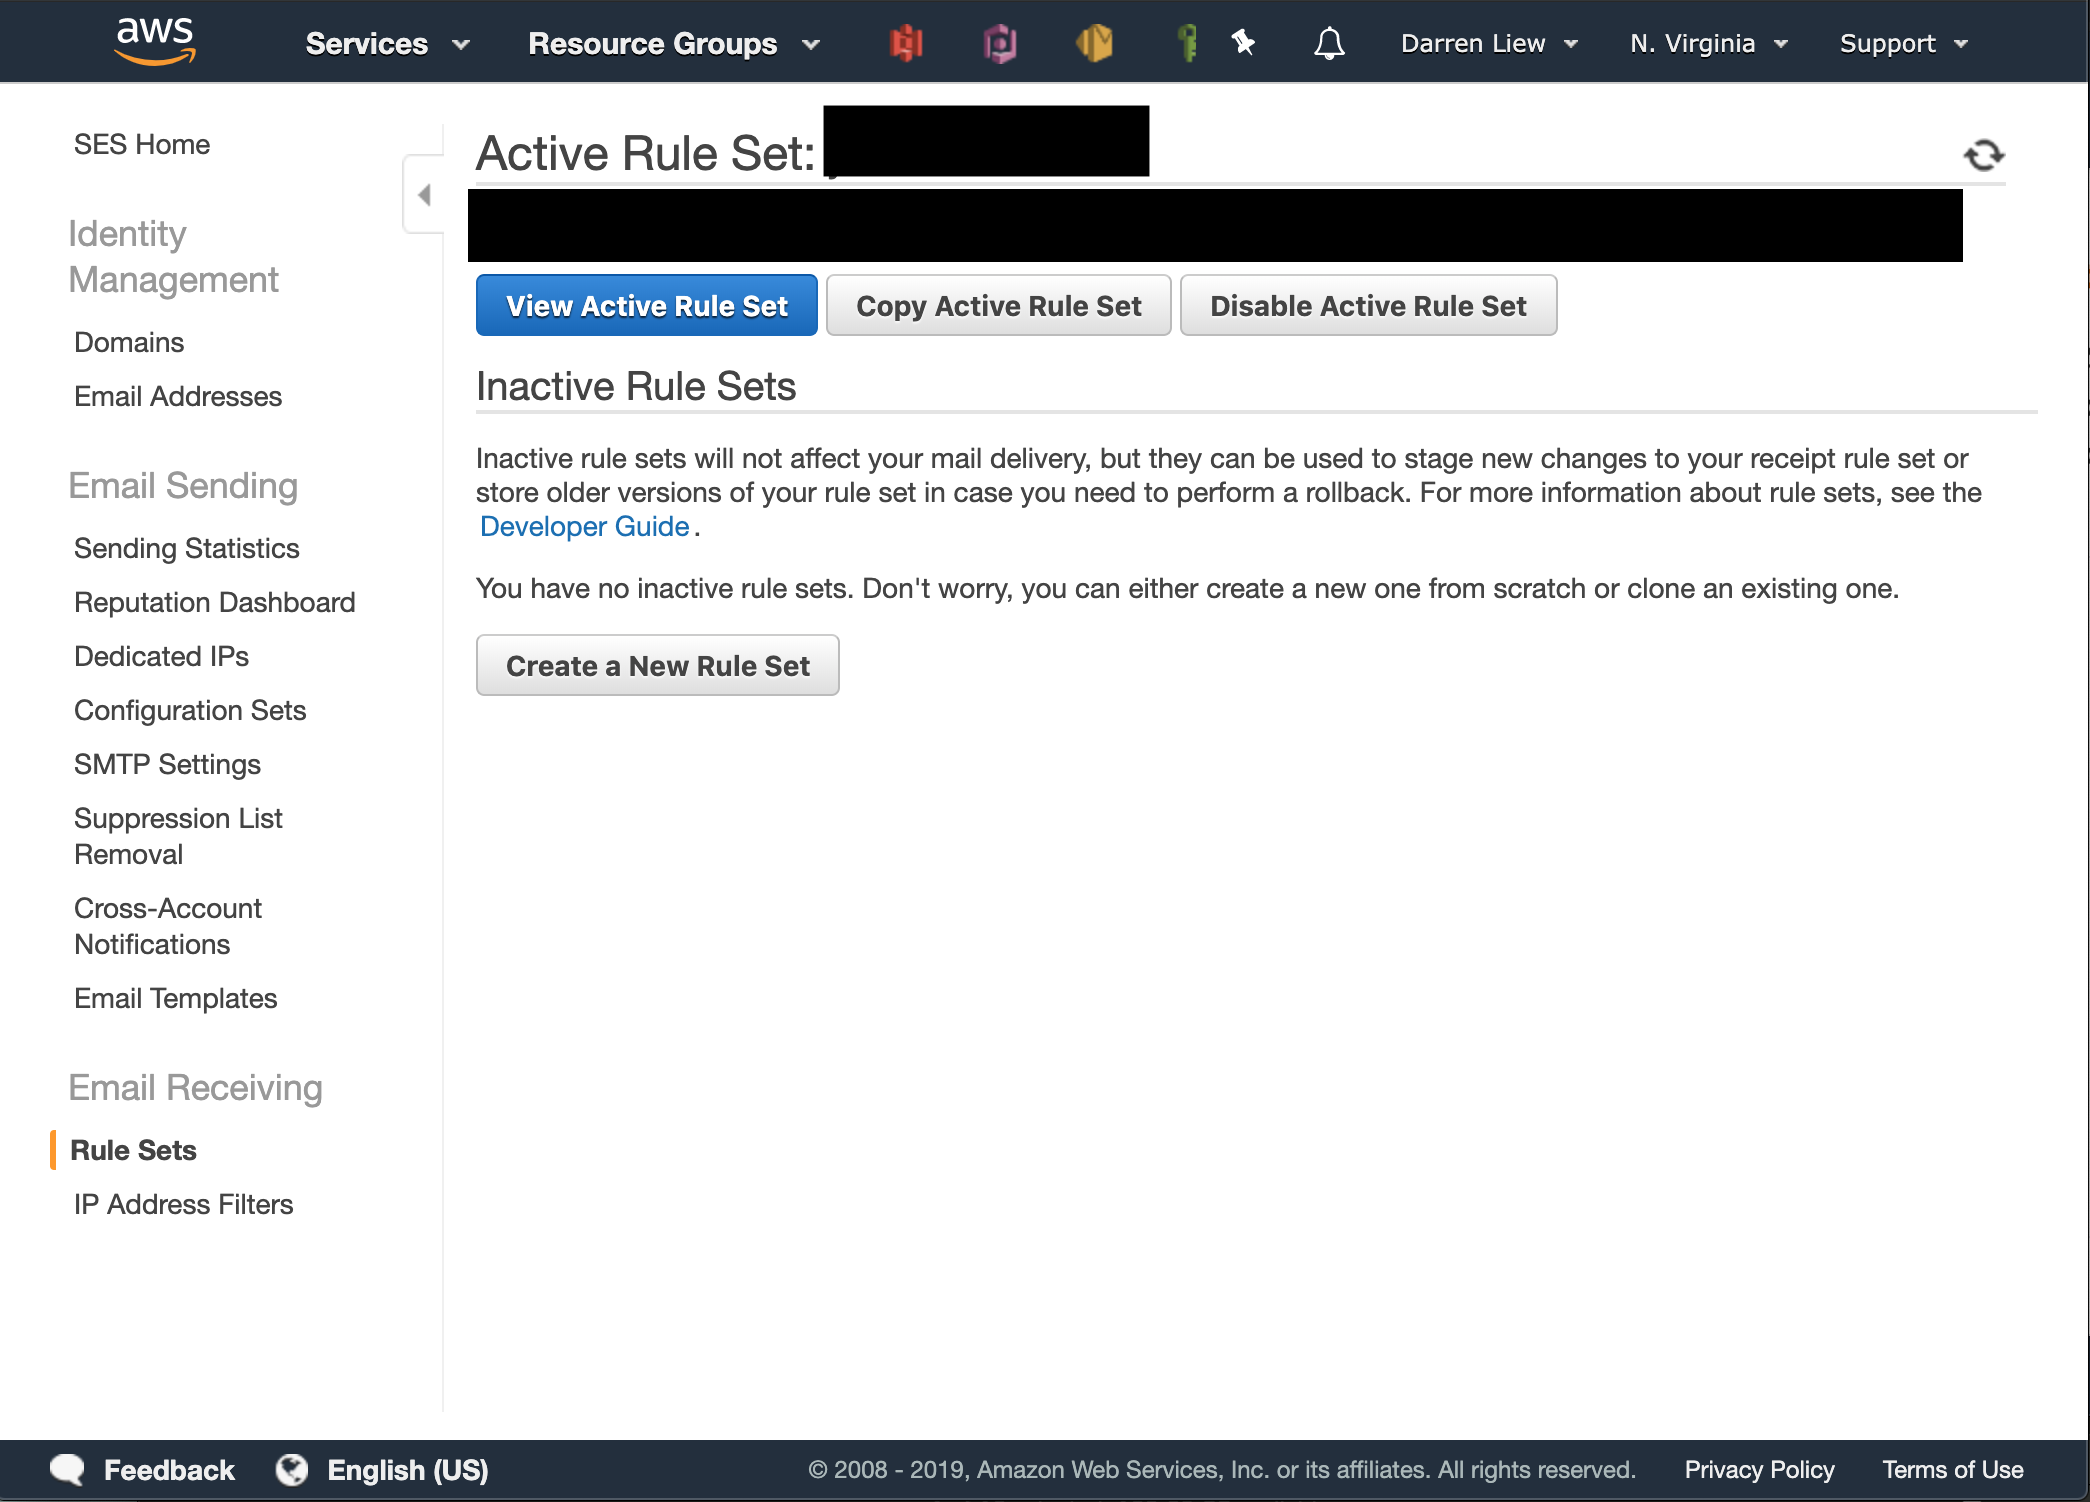 aws Services Resource Groups Darren Liew N. Virginia Support
SES Home
Identity
Management
Domains
Email Addresses
Email Sending
Sending Statistics
Reputation Dashboard
Dedicated IPs
Configuration Sets
SMTP Settings
Suppression List
Removal
Cross-Account
Notifications
Email Templates
Email Receiving
Rule Sets
IP Address Filters
Active Rule Set:
View Active Rule Set Copy Active Rule Set Disable Active Rule Set
Inactive Rule Sets
Inactive rule sets will not affect your mail delivery, but they can be used to stage new changes to your receipt rule set or
store older versions of your rule set in case you need to perform a rollback. For more information about rule sets, see the
Developer Guide.
You have no inactive rule sets. Don't worry, you can either create a new one from scratch or clone an existing one.
Create a New Rule Set
Feedback English (US) © 2008 - 2019, Amazon Web Services, Inc. or its affiliates. All rights reserved. Privacy Policy Terms of Use